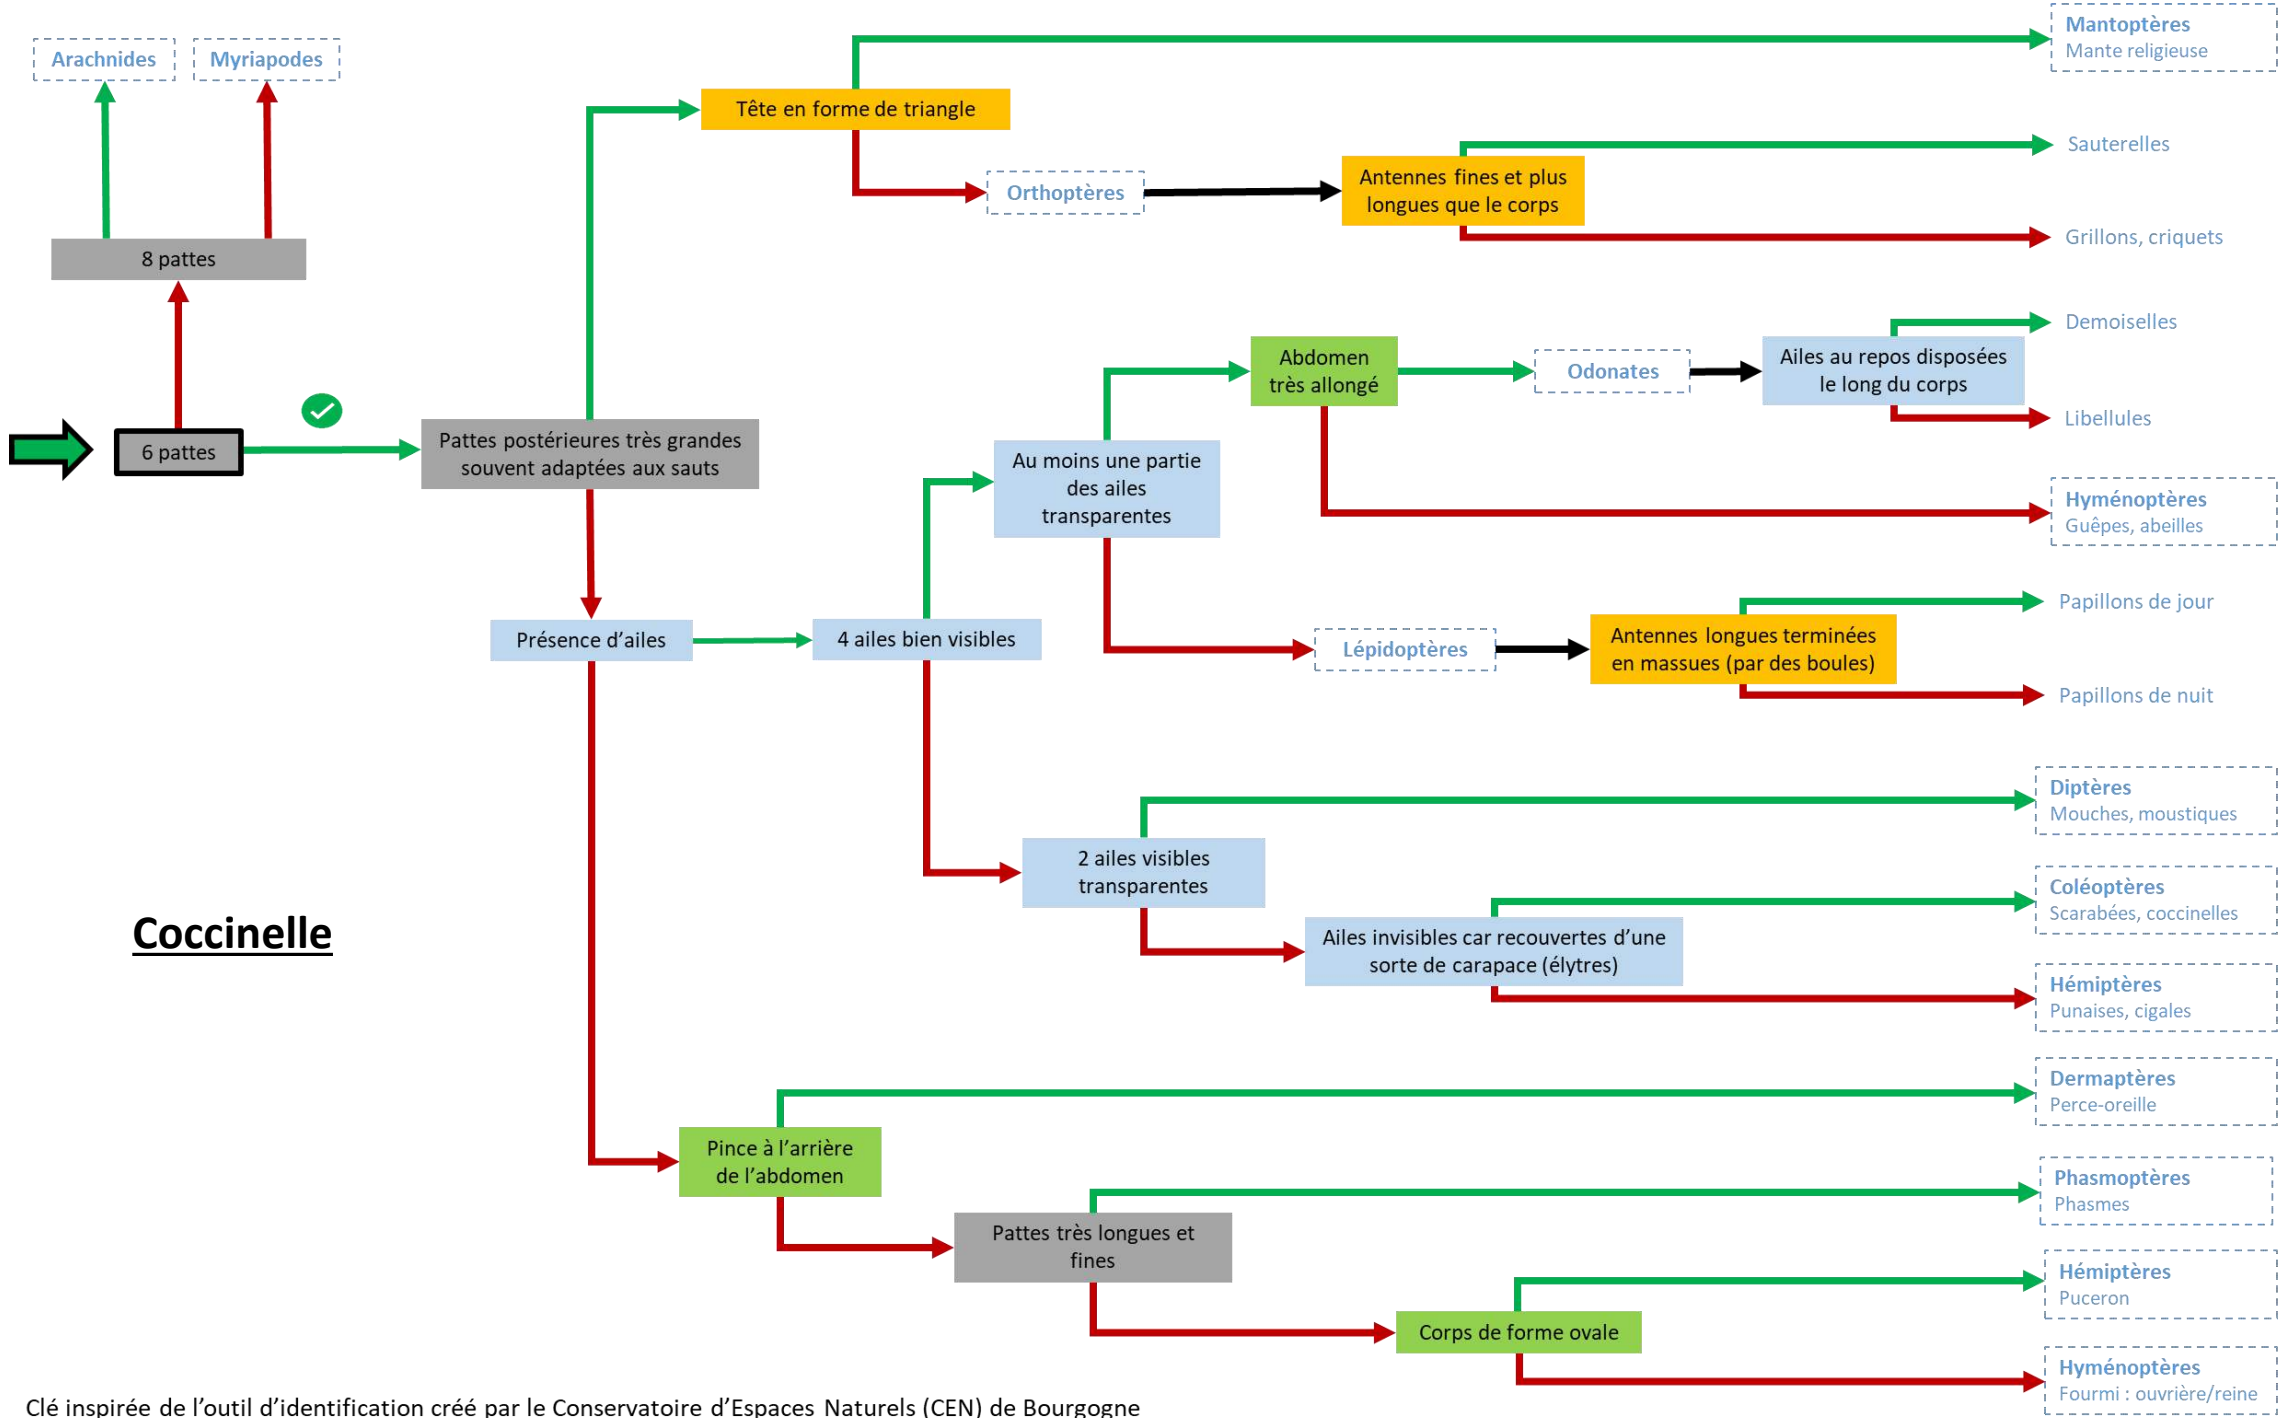 Mantoptères
Mante religieuse
Arachnides
Myriapodes
Tête en forme de triangle
Sauterelles
Orthoptères
Antennes fines et plus
longues que le corps
Grillons, criquets
8 pattes
Demoiselles
Abdomen
très allongé
Odonates
Ailes au repos disposées
le long du corps
Libellules
6 pattes
Pattes postérieures très grandes
souvent adaptées aux sauts
Au moins une partie
des ailes
transparentes
Hyménoptères
Guêpes, abeilles
Papillons de jour
Présence d’ailes
4 ailes bien visibles
Lépidoptères
Antennes longues terminées
en massues (par des boules)
Papillons de nuit
Diptères
Mouches, moustiques
2 ailes visibles
transparentes
Coléoptères
Scarabées, coccinelles
Coccinelle
Ailes invisibles car recouvertes d’une
sorte de carapace (élytres)
Hémiptères
Punaises, cigales
Dermaptères
Perce-oreille
Pince à l’arrière
de l’abdomen
Phasmoptères
Phasmes
Pattes très longues et
fines
Hémiptères
Puceron
Corps de forme ovale
Hyménoptères
Fourmi : ouvrière/reine
Clé inspirée de l’outil d’identification créé par le Conservatoire d’Espaces Naturels (CEN) de Bourgogne